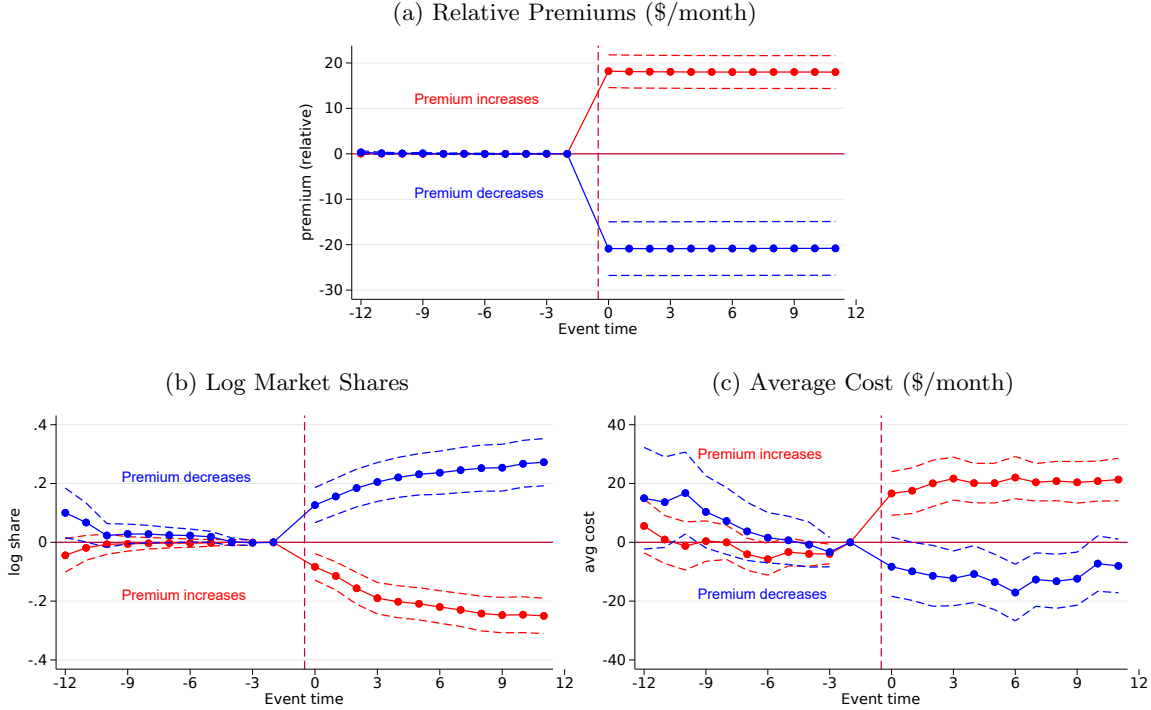 (a) Relative Premiums ($/month)
premium (relative)
20
10
0
-10
-20
-30
Premium increases
Premium decreases
-12 -9 -6 -3 0 3 6 9 12
Event time
(b) Log Market Shares
log share
.4
.2
0
-.2
-.4
Premium decreases
Premium increases
-12 -9 -6 -3 0 3 6 9 12
Event time
(c) Average Cost ($/month)
avg cost
40
20
0
-20
-40
Premium increases
Premium decreases
-12 -9 -6 -3 0 3 6 9 12
Event time